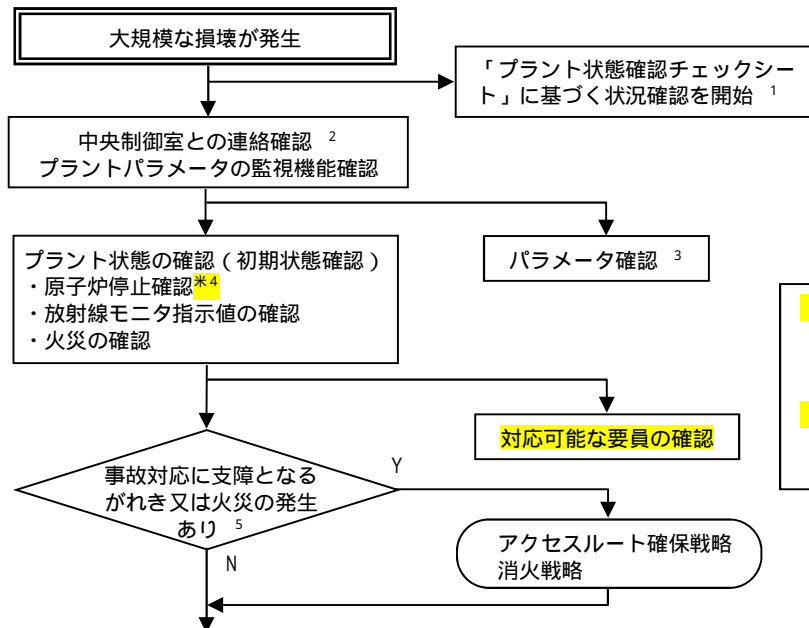 大規模な損壊が発生
「プラント状態確認チェックシー
ト」に基づく状況確認を開始 1
中央制御室との連絡確認 2
プラントパラメータの監視機能確認
プラント状態の確認(初期状態確認)
・原子炉停止確認※4
・放射線モニタ指示値の確認
・火災の確認
パラメータ確認 3
対応可能な要員の確認
事故対応に支障となる
がれき又は火災の発生
あり 5
Y
N
アクセスルート確保戦略
消火戦略